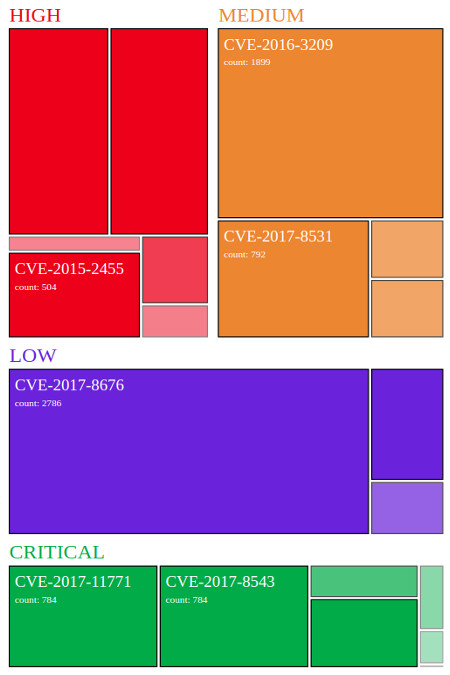 HIGH
CVE-2015-2455
count: 504
MEDIUM
CVE-2016-3209
count: 1899
CVE-2017-8531
count: 792
LOW
CVE-2017-8676
count: 2786
CRITICAL
CVE-2017-11771
count: 784
CVE-2017-8543
count: 784